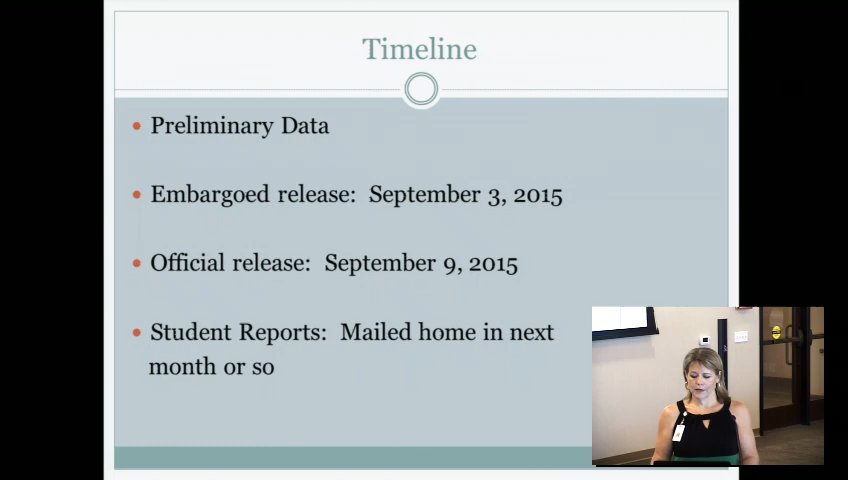 Timeline
Preliminary Data
Embargoed release:  September 3, 2015
Official release:  September 9, 2015
Student Reports:  Mailed home in next
month or so